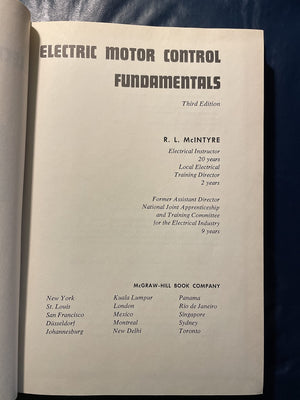 ELECTRIC MOTOR CONTROL
FUNDAMENTALS
Third Edition
R. L. McINTYRE
Electrical Instructor
20 years
Local Electrical
Training Director
2 years
Former Assistant Director
National Joint Apprenticeship
and Training Committee
for the Electrical Industry
9 years
McGRAW-HILL BOOK COMPANY
New York Kuala Lumpur Panama
St. Louis London Rio de Janeiro
San Francisco Mexico Singapore
Düsseldorf Montreal Sydney
Johannesburg New Delhi Toronto